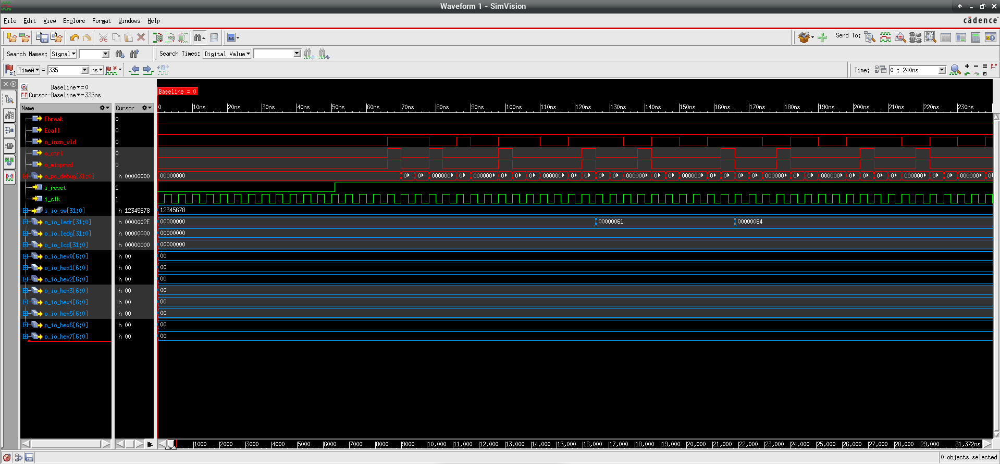 Waveform 1 - SimVision
File Edit View Explore Format Windows Help
cādence
Send To:
Search Names: Signal
Search Times: Digital Value
TimeA = 335 ns
Time: 0 : 240ns
Baseline = 0
Cursor-Baseline = 335ns
Baseline = 0
Name Cursor
0 10ns 20ns 30ns 40ns 50ns 60ns 70ns 80ns 90ns 100ns 110ns 120ns 130ns 140ns 150ns 160ns 170ns 180ns 190ns 200ns 210ns 220ns 230ns
Ebreak 0
Ecall 0
o_insn_vld 0
o_ctrl 0
o_mispred 0
o_pc_debug[31:0] 'h 00000000 00000000 0 0 000000 0 000000 0 0 0 000000 0 0 0 000000 0 0 000000 0 0 0 000000 0 0 000000 0 0 0 000000 0 0 000000 0
i_reset 1
i_clk 1
i_io_sw[31:0] 'h 12345678 12345678
o_io_ledr[31:0] 'h 0000002E 00000000 00000061 00000064
o_io_ledg[31:0] 'h 00000000 00000000
o_io_lcd[31:0] 'h 00000000 00000000
o_io_hex0[6:0] 'h 00 00
o_io_hex1[6:0] 'h 00 00
o_io_hex2[6:0] 'h 00 00
o_io_hex3[6:0] 'h 00 00
o_io_hex4[6:0] 'h 00 00
o_io_hex5[6:0] 'h 00 00
o_io_hex6[6:0] 'h 00 00
o_io_hex7[6:0] 'h 00 00
1000 2000 3000 4000 5000 6000 7000 8000 9000 10,000 11,000 12,000 13,000 14,000 15,000 16,000 17,000 18,000 19,000 20,000 21,000 22,000 23,000 24,000 25,000 26,000 27,000 28,000 29,000 31,372ns
0 objects selected